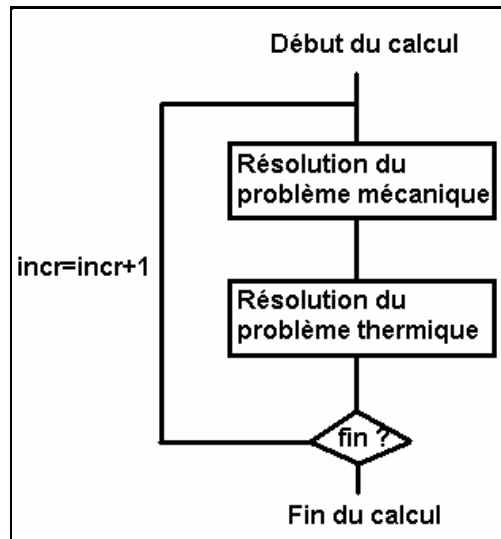 Début du calcul
Résolution du
problème mécanique
incr=incr+1
Résolution du
problème thermique
fin ?
Fin du calcul